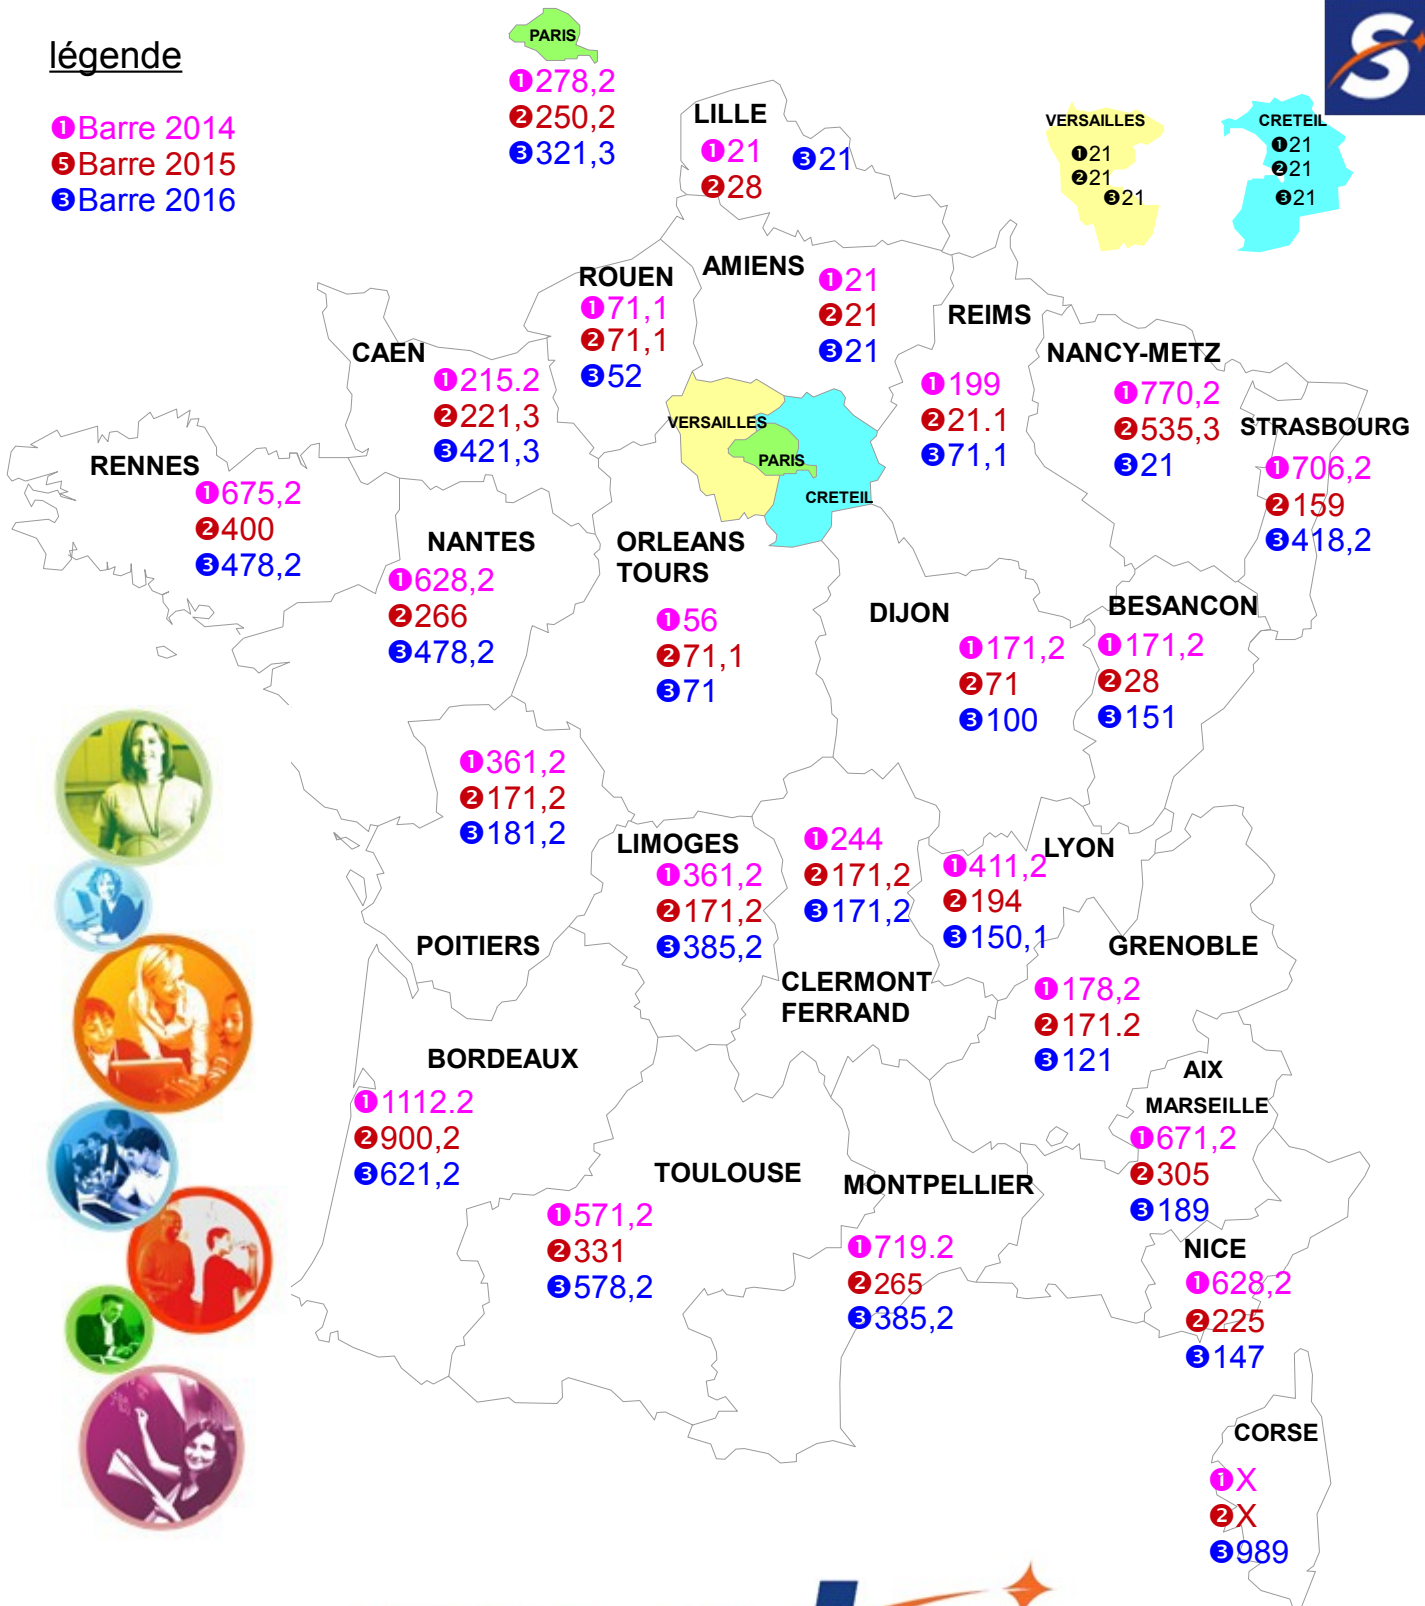 légende
❶Barre 2014
❺Barre 2015
❸Barre 2016
PARIS
❶278,2
❷250,2
❸321,3
LILLE
❶21
❷28
❸21
VERSAILLES
❶21
❷21
❸21
CRETEIL
❶21
❷21
❸21
S
ROUEN
❶71,1
❷71,1
❸52
AMIENS
❶21
❷21
❸21
REIMS
❶199
❷21.1
❸71,1
NANCY-METZ
❶770,2
❷535,3
❸21
STRASBOURG
❶706,2
❷159
❸418,2
CAEN
❶215.2
❷221,3
❸421,3
VERSAILLES
PARIS
CRETEIL
RENNES
❶675,2
❷400
❸478,2
NANTES
❶628,2
❷266
❸478,2
ORLEANS
TOURS
❶56
❷71,1
❸71
DIJON
❶171,2
❷71
❸100
BESANCON
❶171,2
❷28
❸151
❶361,2
❷171,2
❸181,2
POITIERS
LIMOGES
❶361,2
❷171,2
❸385,2
❶244
❷171,2
❸171,2
CLERMONT
FERRAND
LYON
❶411,2
❷194
❸150,1
GRENOBLE
❶178,2
❷171.2
❸121
BORDEAUX
❶1112.2
❷900,2
❸621,2
AIX
MARSEILLE
❶671,2
❷305
❸189
TOULOUSE
❶571,2
❷331
❸578,2
MONTPELLIER
❶719.2
❷265
❸385,2
NICE
❶628,2
❷225
❸147
CORSE
❶X
❷X
❸989